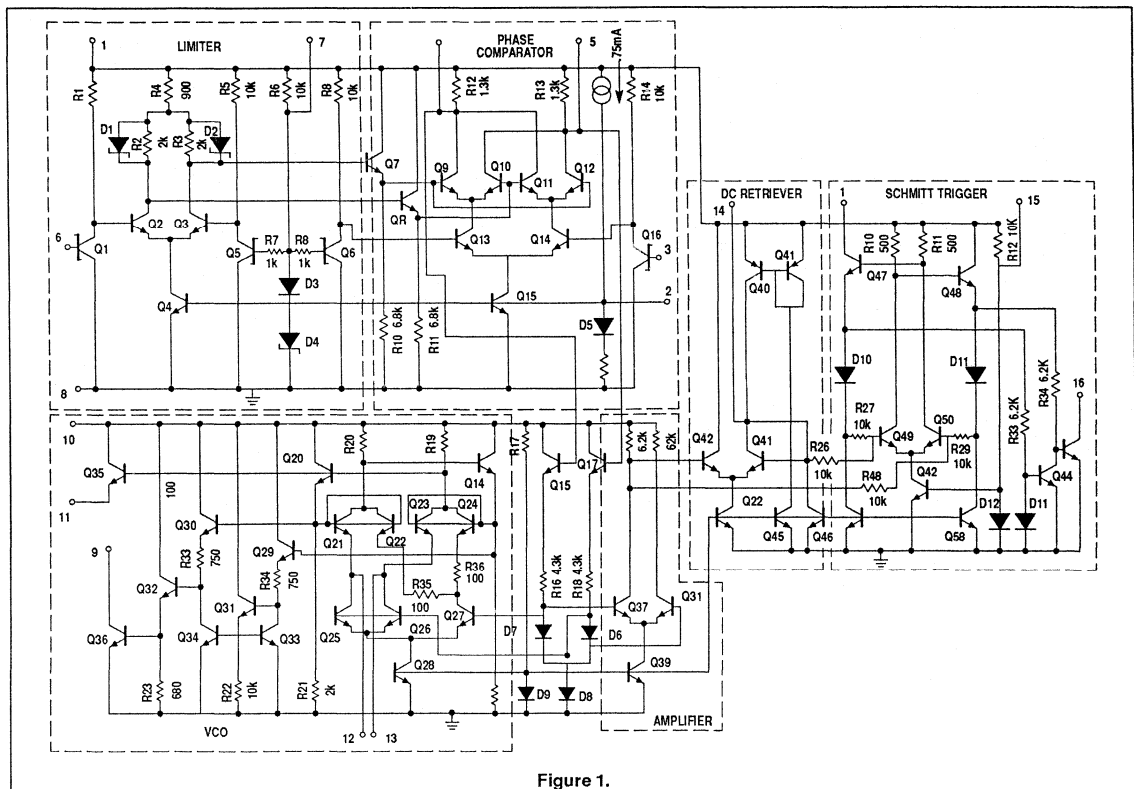 LIMITER
1
7
R1
R4
900
R5
10k
R6
10k
R8
10k
D1
R2
2k
R3
2k
D2
6
Q1
Q2
Q3
Q5
R7
1k
R8
1k
Q6
D3
D4
Q4
8
PHASE
COMPARATOR
5
75mA
R12
1.3k
R13
1.3k
R14
10k
Q7
QR
Q9
Q10
Q11
Q12
Q13
Q14
Q16
3
Q15
2
R10 6.8k
R11 6.8k
D5
DC RETRIEVER
14
Q40
Q41
Q42
Q41
R26
10k
Q22
Q45
Q46
SCHMITT TRIGGER
1
15
R10
500
R11
500
R12 10K
Q47
Q48
D10
D11
R33 6.2K
R34 6.2K
16
R27
10k
Q49
Q50
R29
10k
R48
10k
Q42
Q44
D12
D11
Q58
10
Q35
11
100
Q20
R20
R19
Q14
R17
Q15
Q17
6.2k
62k
Q30
Q21
Q22
Q23
Q24
9
R33
750
Q29
R34
750
Q32
Q31
R35
100
R36
100
Q25
Q26
Q27
R16 4.3k
R18 4.3k
Q37
Q31
Q36
Q34
Q33
D7
D6
Q28
Q39
R23
680
R22
10k
R21
2k
D9
D8
VCO
12
13
AMPLIFIER
Figure 1.